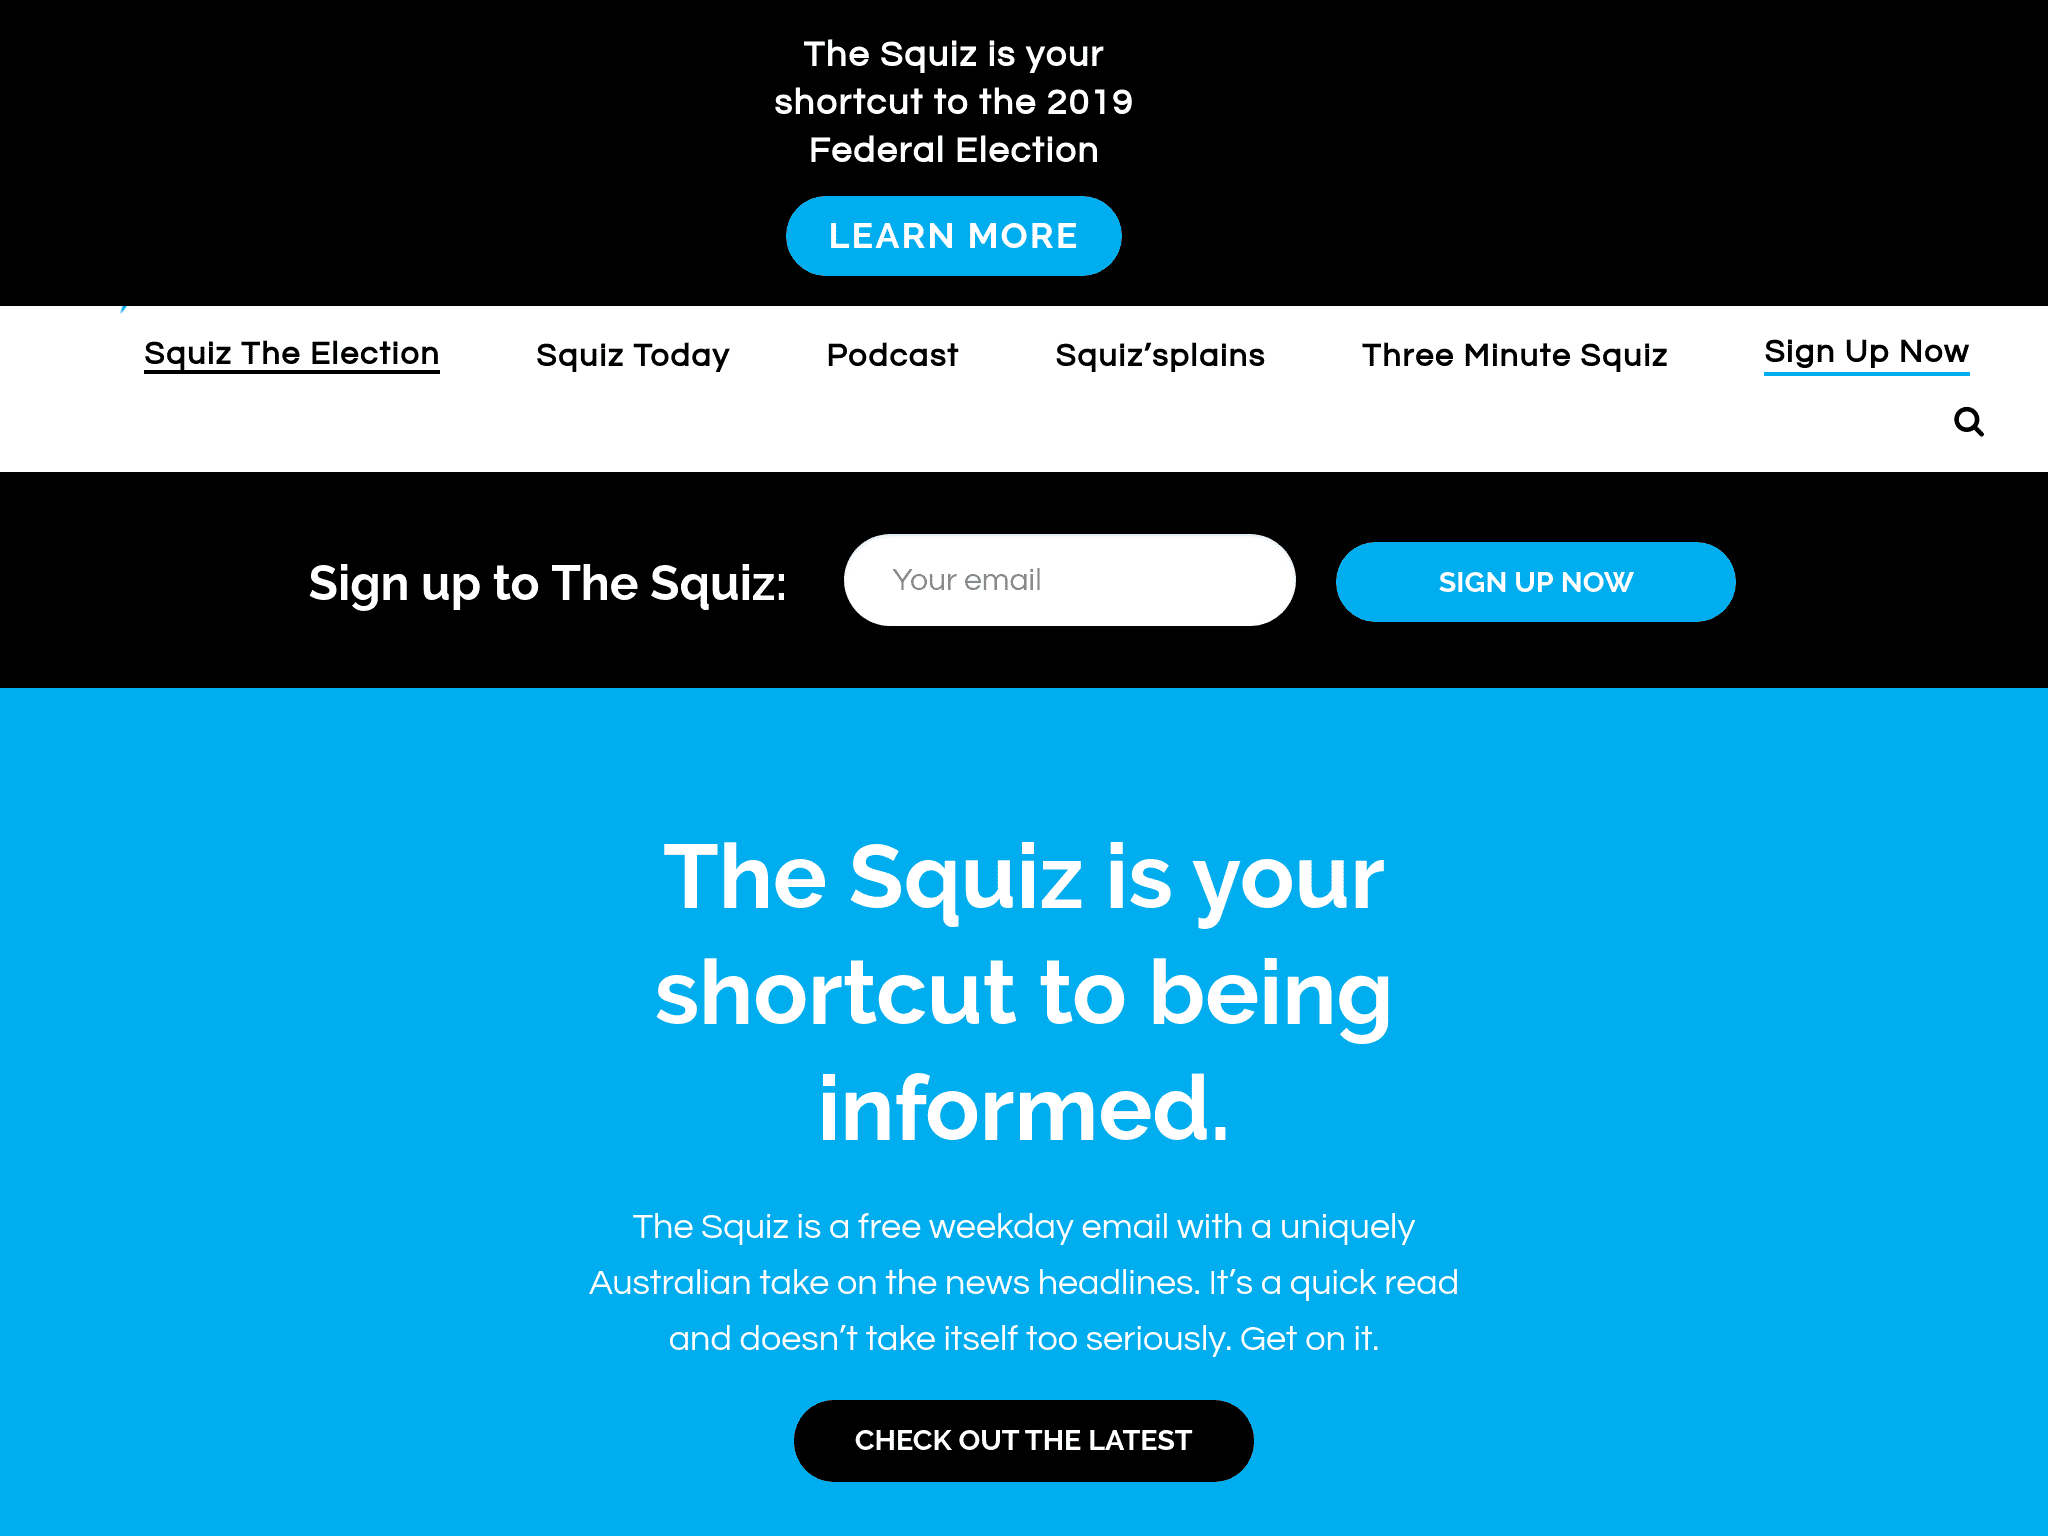 The Squiz is your
shortcut to the 2019
Federal Election
LEARN MORE
Squiz The Election
Squiz Today
Podcast
Squiz’splains
Three Minute Squiz
Sign Up Now
Sign up to The Squiz:
Your email
SIGN UP NOW
The Squiz is your
shortcut to being
informed.
The Squiz is a free weekday email with a uniquely
Australian take on the news headlines. It’s a quick read
and doesn’t take itself too seriously. Get on it.
CHECK OUT THE LATEST